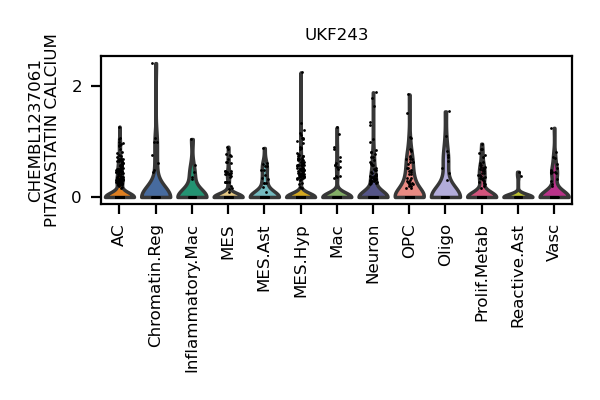 UKF243
CHEMBL1237061
PITAVASTATIN CALCIUM
2
0
AC
Chromatin.Reg
Inflammatory.Mac
MES
MES.Ast
MES.Hyp
Mac
Neuron
OPC
Oligo
Prolif.Metab
Reactive.Ast
Vasc